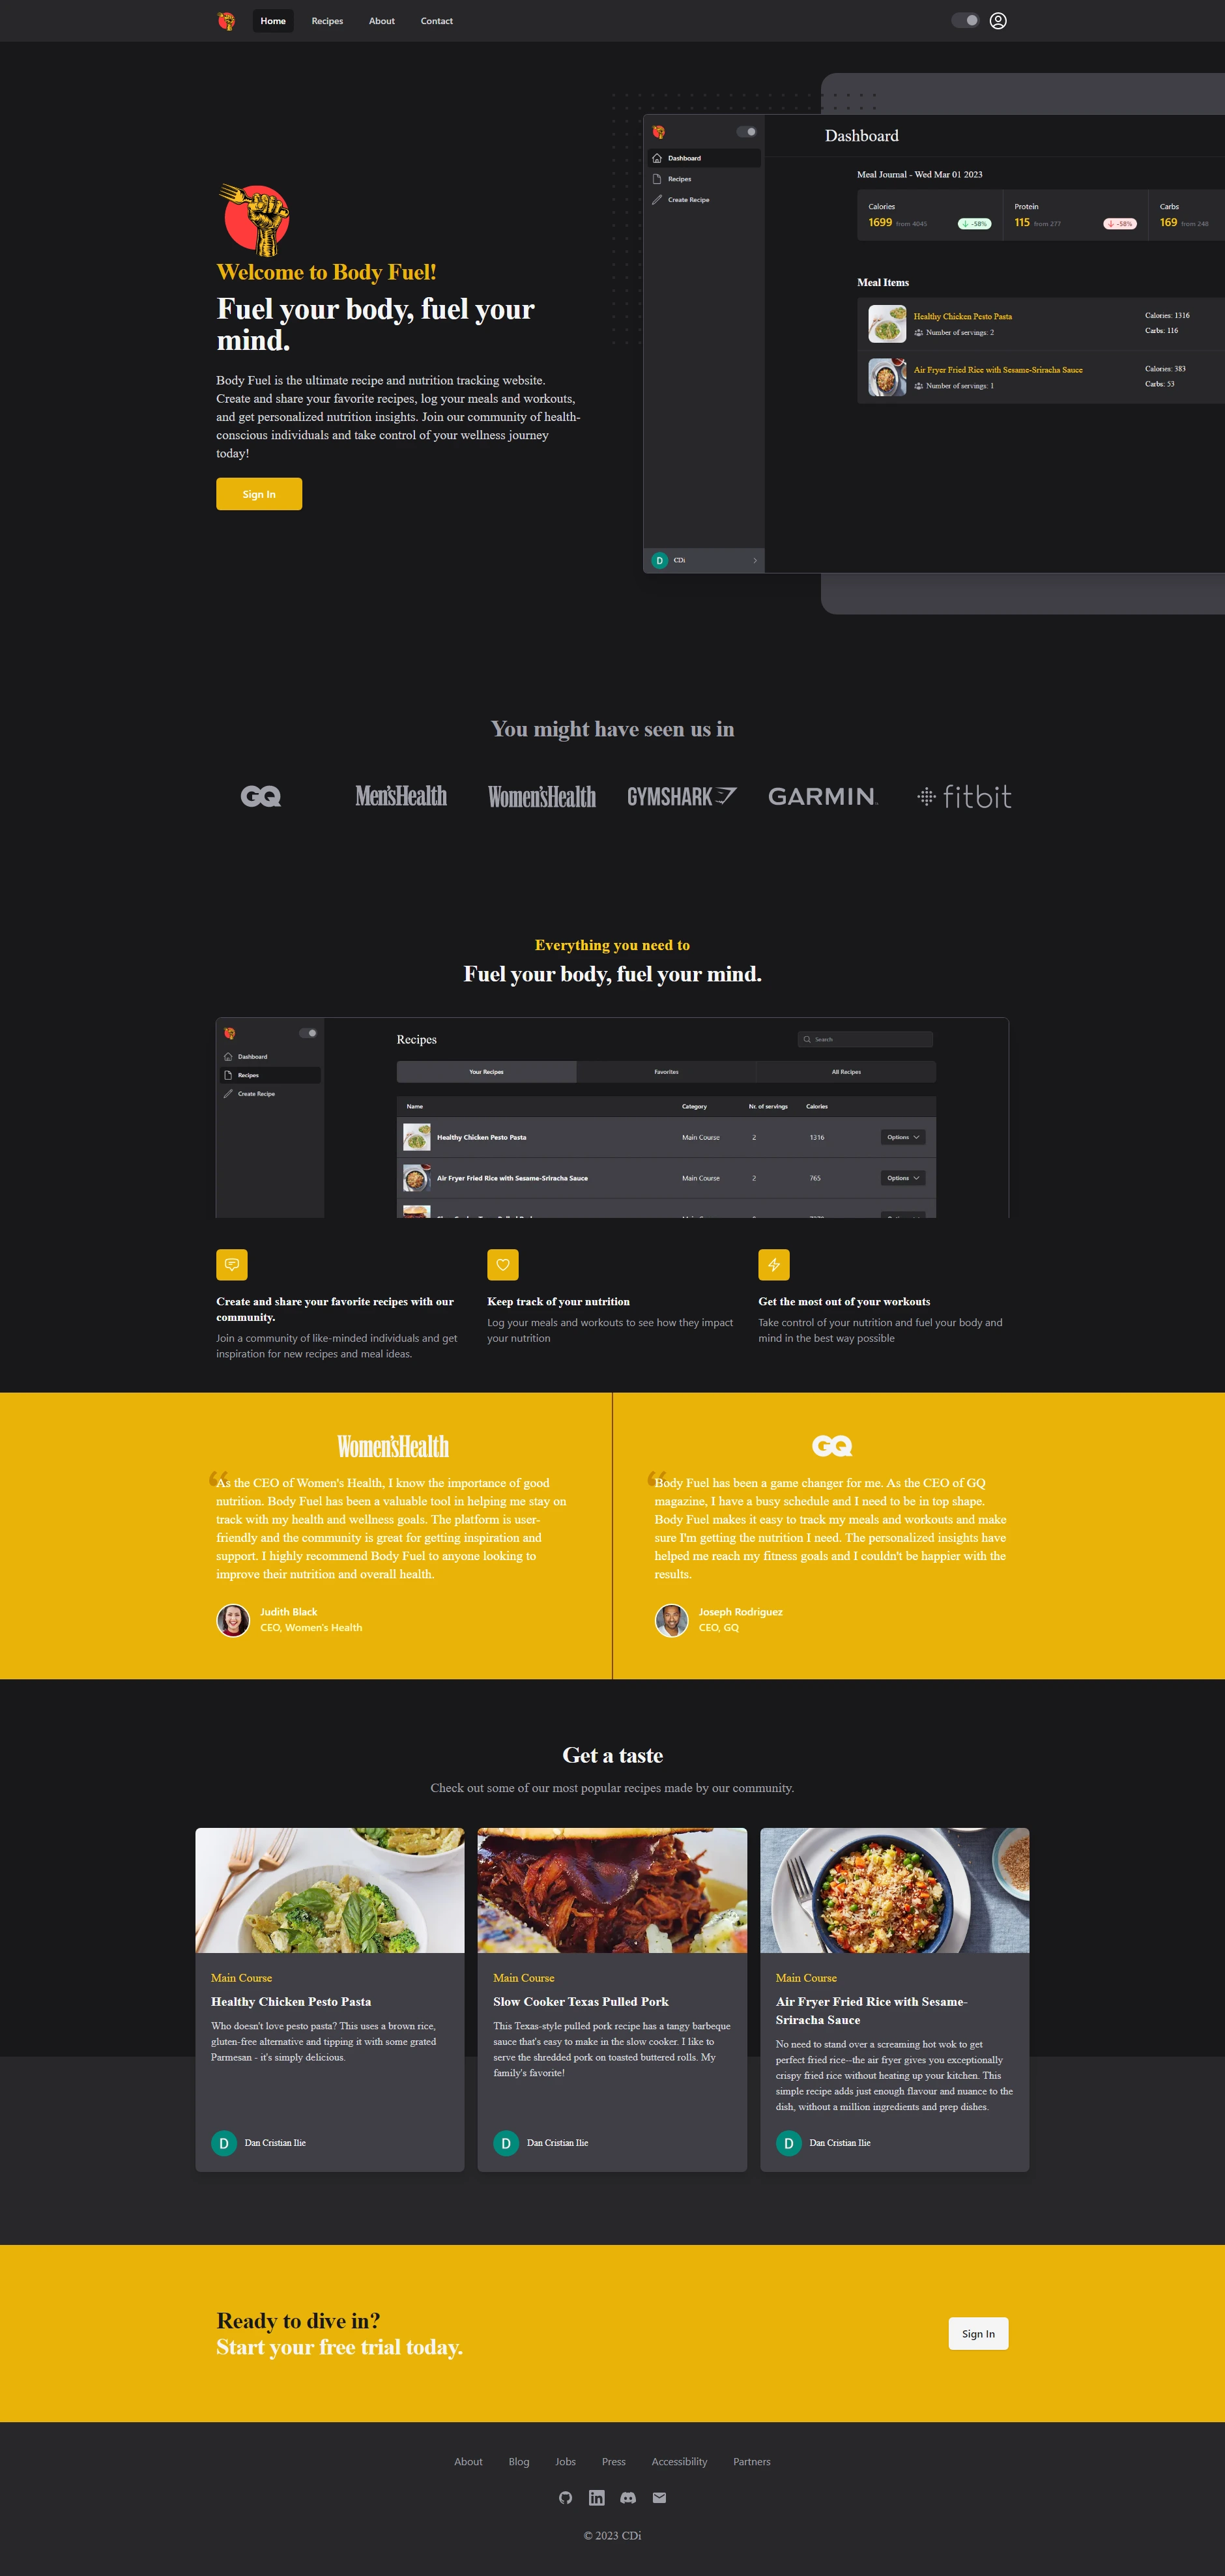 Home Recipes About Contact
Dashboard
Dashboard
Recipes
Create Recipe
Meal Journal - Wed Mar 01 2023
Calories
1699 from 4045
-58%
Protein
115 from 277
-58%
Carbs
169 from 248
Meal Items
Healthy Chicken Pesto Pasta
Number of servings: 2
Calories: 1316
Carbs: 116
Air Fryer Fried Rice with Sesame-Sriracha Sauce
Number of servings: 1
Calories: 383
Carbs: 53
D CDi
Welcome to Body Fuel!
Fuel your body, fuel your
mind.
Body Fuel is the ultimate recipe and nutrition tracking website.
Create and share your favorite recipes, log your meals and workouts,
and get personalized nutrition insights. Join our community of health-
conscious individuals and take control of your wellness journey
today!
Sign In
You might have seen us in
GQ Men'sHealth Women'sHealth GYMSHARK GARMIN fitbit
Everything you need to
Fuel your body, fuel your mind.
Dashboard
Recipes
Create Recipe
Recipes
Search
Your Recipes Favorites All Recipes
Name Category Nr. of servings Calories
Healthy Chicken Pesto Pasta Main Course 2 1316 Options
Air Fryer Fried Rice with Sesame-Sriracha Sauce Main Course 2 765 Options
Create and share your favorite recipes with our
community.
Join a community of like-minded individuals and get
inspiration for new recipes and meal ideas.
Keep track of your nutrition
Log your meals and workouts to see how they impact
your nutrition
Get the most out of your workouts
Take control of your nutrition and fuel your body and
mind in the best way possible
Women'sHealth
“
As the CEO of Women's Health, I know the importance of good
nutrition. Body Fuel has been a valuable tool in helping me stay on
track with my health and wellness goals. The platform is user-
friendly and the community is great for getting inspiration and
support. I highly recommend Body Fuel to anyone looking to
improve their nutrition and overall health.
Judith Black
CEO, Women's Health
GQ
“
Body Fuel has been a game changer for me. As the CEO of GQ
magazine, I have a busy schedule and I need to be in top shape.
Body Fuel makes it easy to track my meals and workouts and make
sure I'm getting the nutrition I need. The personalized insights have
helped me reach my fitness goals and I couldn't be happier with the
results.
Joseph Rodriguez
CEO, GQ
Get a taste
Check out some of our most popular recipes made by our community.
Main Course
Healthy Chicken Pesto Pasta
Who doesn't love pesto pasta? This uses a brown rice,
gluten-free alternative and tipping it with some grated
Parmesan - it's simply delicious.
D Dan Cristian Ilie
Main Course
Slow Cooker Texas Pulled Pork
This Texas-style pulled pork recipe has a tangy barbeque
sauce that's easy to make in the slow cooker. I like to
serve the shredded pork on toasted buttered rolls. My
family's favorite!
D Dan Cristian Ilie
Main Course
Air Fryer Fried Rice with Sesame-
Sriracha Sauce
No need to stand over a screaming hot wok to get
perfect fried rice--the air fryer gives you exceptionally
crispy fried rice without heating up your kitchen. This
simple recipe adds just enough flavour and nuance to the
dish, without a million ingredients and prep dishes.
D Dan Cristian Ilie
Ready to dive in?
Start your free trial today.
Sign In
About Blog Jobs Press Accessibility Partners
© 2023 CDi